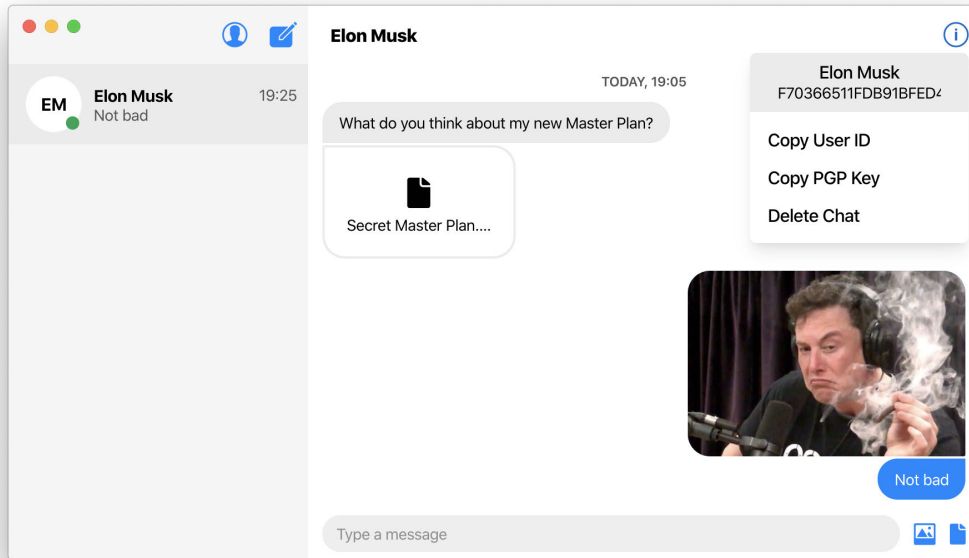 Elon Musk
EM
Elon Musk
19:25
Not bad
TODAY, 19:05
What do you think about my new Master Plan?
Secret Master Plan....
Elon Musk
F70366511FDB91BFED
Copy User ID
Copy PGP Key
Delete Chat
Not bad
Type a message